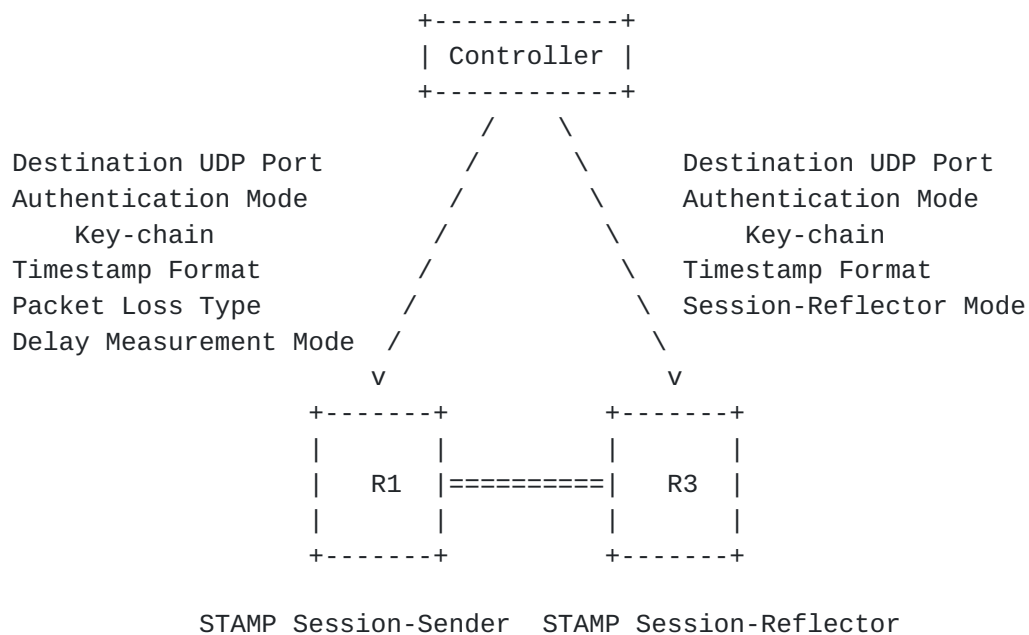 Controller
Destination UDP Port Destination UDP Port
Authentication Mode Authentication Mode
Key-chain Key-chain
Timestamp Format Timestamp Format
Packet Loss Type Session-Reflector Mode
Delay Measurement Mode
R1 R3
STAMP Session-Sender STAMP Session-Reflector